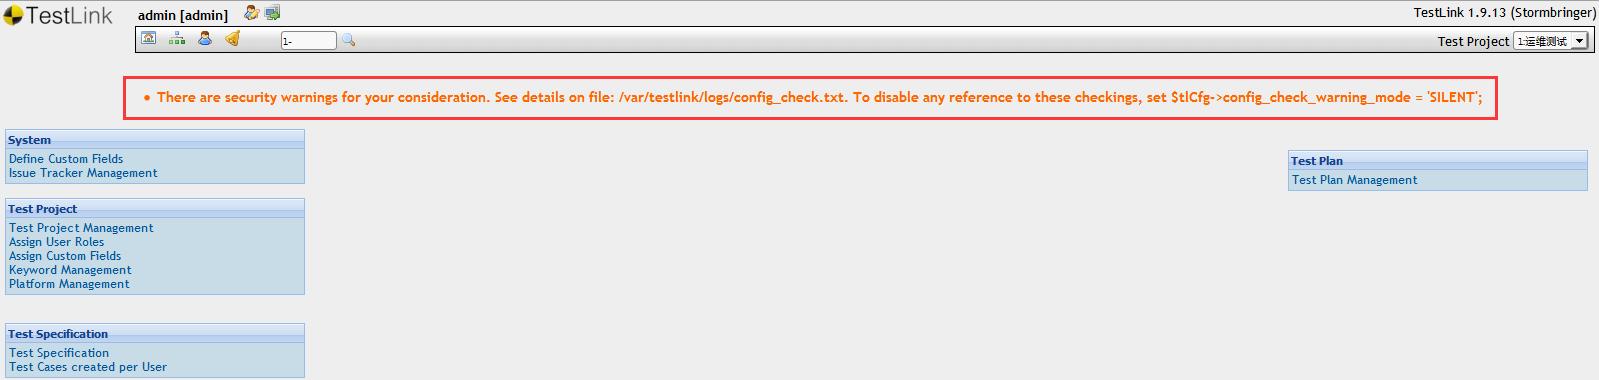 TestLink
admin [admin]
TestLink 1.9.13 (Stormbringer)
1-
Test Project 1:运维测试
There are security warnings for your consideration. See details on file: /var/testlink/logs/config_check.txt. To disable any reference to these checkings, set $tlCfg->config_check_warning_mode = 'SILENT';
System
Define Custom Fields
Issue Tracker Management
Test Project
Test Project Management
Assign User Roles
Assign Custom Fields
Keyword Management
Platform Management
Test Specification
Test Specification
Test Cases created per User
Test Plan
Test Plan Management